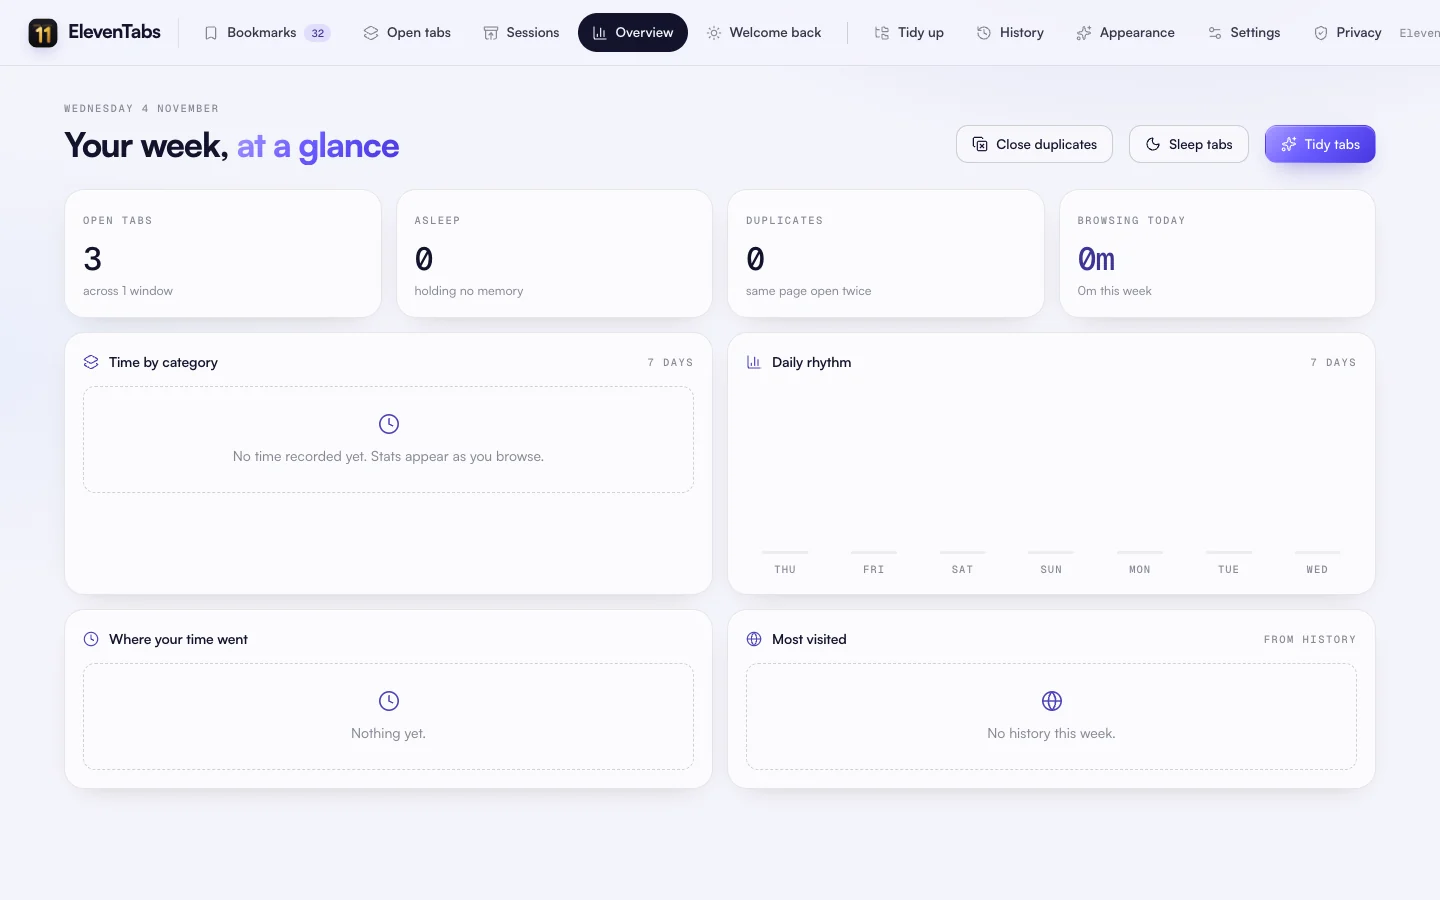 11 ElevenTabs Bookmarks 32 Open tabs Sessions Overview Welcome back Tidy up History Appearance Settings Privacy Eleven
WEDNESDAY 4 NOVEMBER
Your week, at a glance
Close duplicates Sleep tabs Tidy tabs
OPEN TABS
3
across 1 window
ASLEEP
0
holding no memory
DUPLICATES
0
same page open twice
BROWSING TODAY
0m
0m this week
Time by category 7 DAYS
No time recorded yet. Stats appear as you browse.
Daily rhythm 7 DAYS
THU FRI SAT SUN MON TUE WED
Where your time went
Nothing yet.
Most visited FROM HISTORY
No history this week.